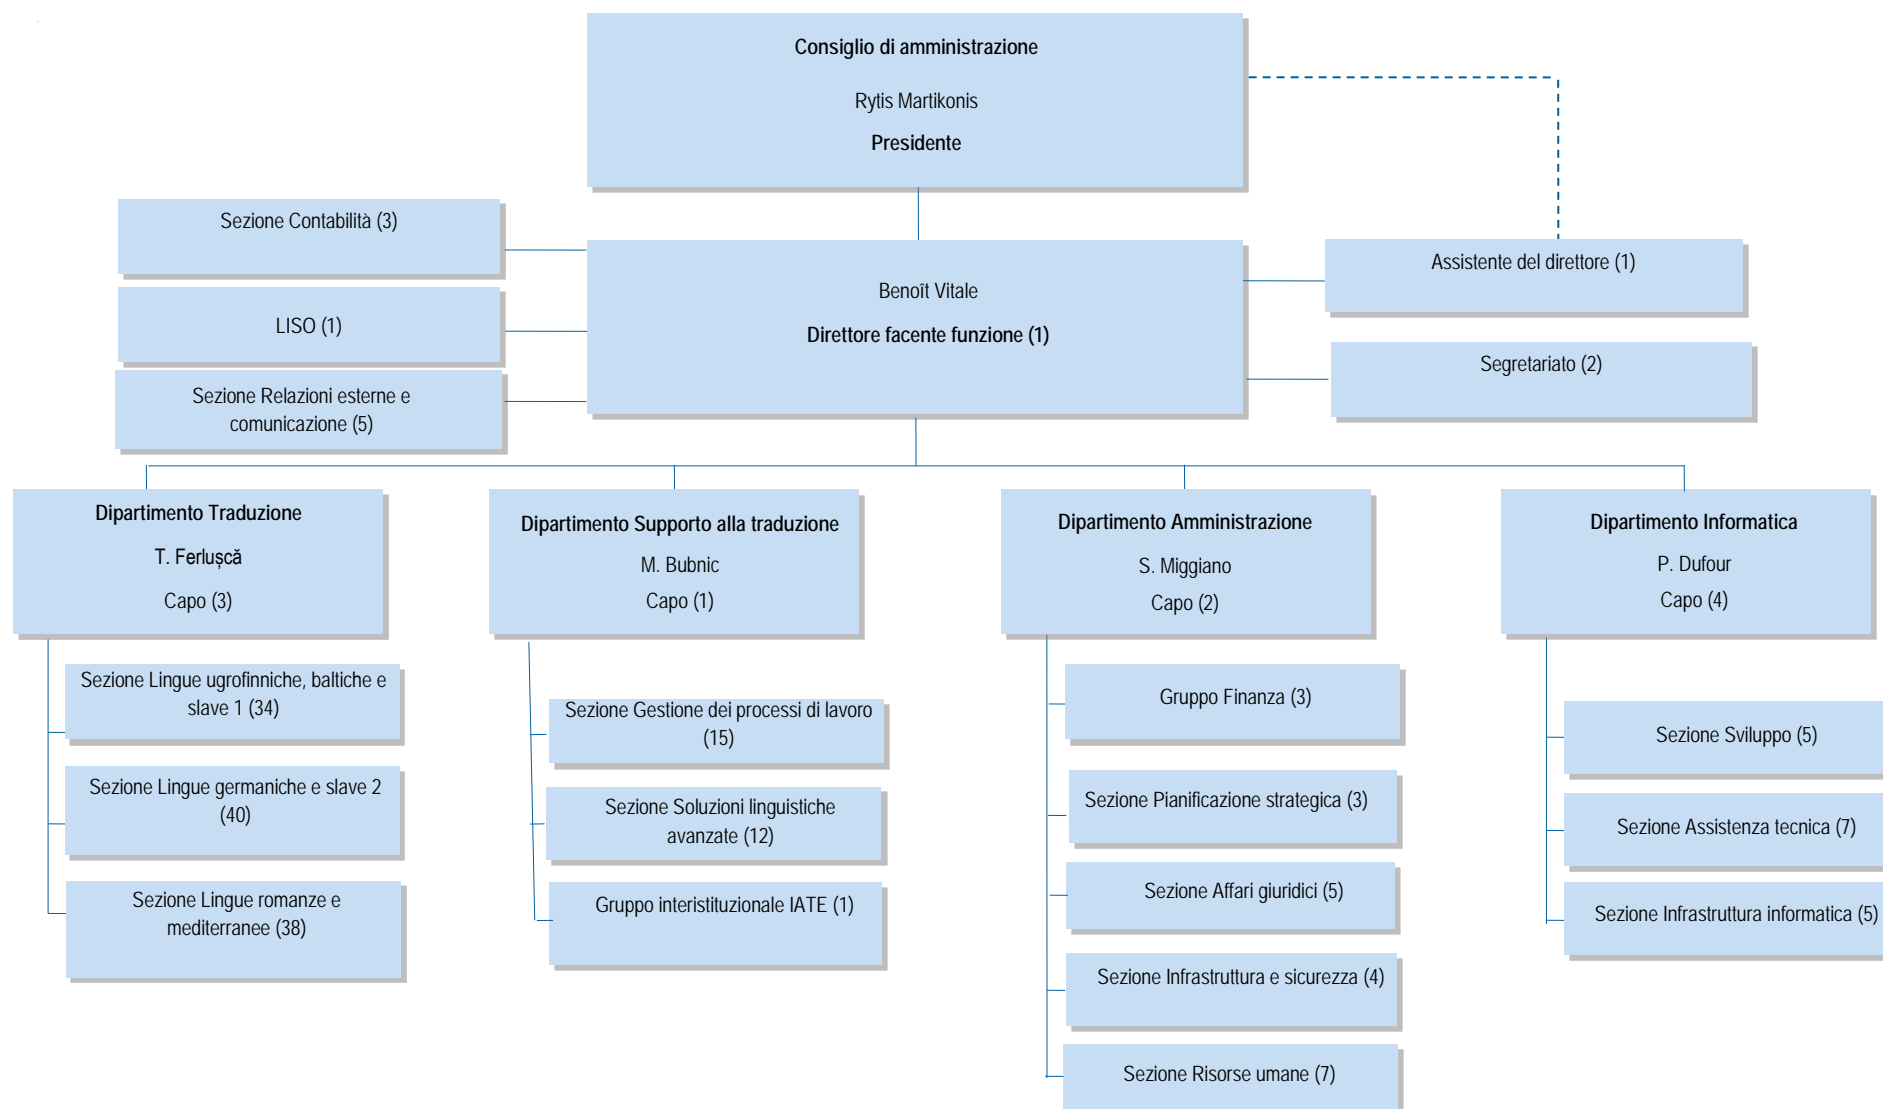 Consiglio di amministrazione
Rytis Martikonis
Presidente
Sezione Contabilità (3)
LISO (1)
Sezione Relazioni esterne e
comunicazione (5)
Benoît Vitale
Direttore facente funzione (1)
Assistente del direttore (1)
Segretariato (2)
Dipartimento Traduzione
T. Ferlușcă
Capo (3)
Sezione Lingue ugrofinniche, baltiche e
slave 1 (34)
Sezione Lingue germaniche e slave 2
(40)
Sezione Lingue romanze e
mediterranee (38)
Dipartimento Supporto alla traduzione
M. Bubnic
Capo (1)
Sezione Gestione dei processi di lavoro
(15)
Sezione Soluzioni linguistiche
avanzate (12)
Gruppo interistituzionale IATE (1)
Dipartimento Amministrazione
S. Miggiano
Capo (2)
Gruppo Finanza (3)
Sezione Pianificazione strategica (3)
Sezione Affari giuridici (5)
Sezione Infrastruttura e sicurezza (4)
Sezione Risorse umane (7)
Dipartimento Informatica
P. Dufour
Capo (4)
Sezione Sviluppo (5)
Sezione Assistenza tecnica (7)
Sezione Infrastruttura informatica (5)